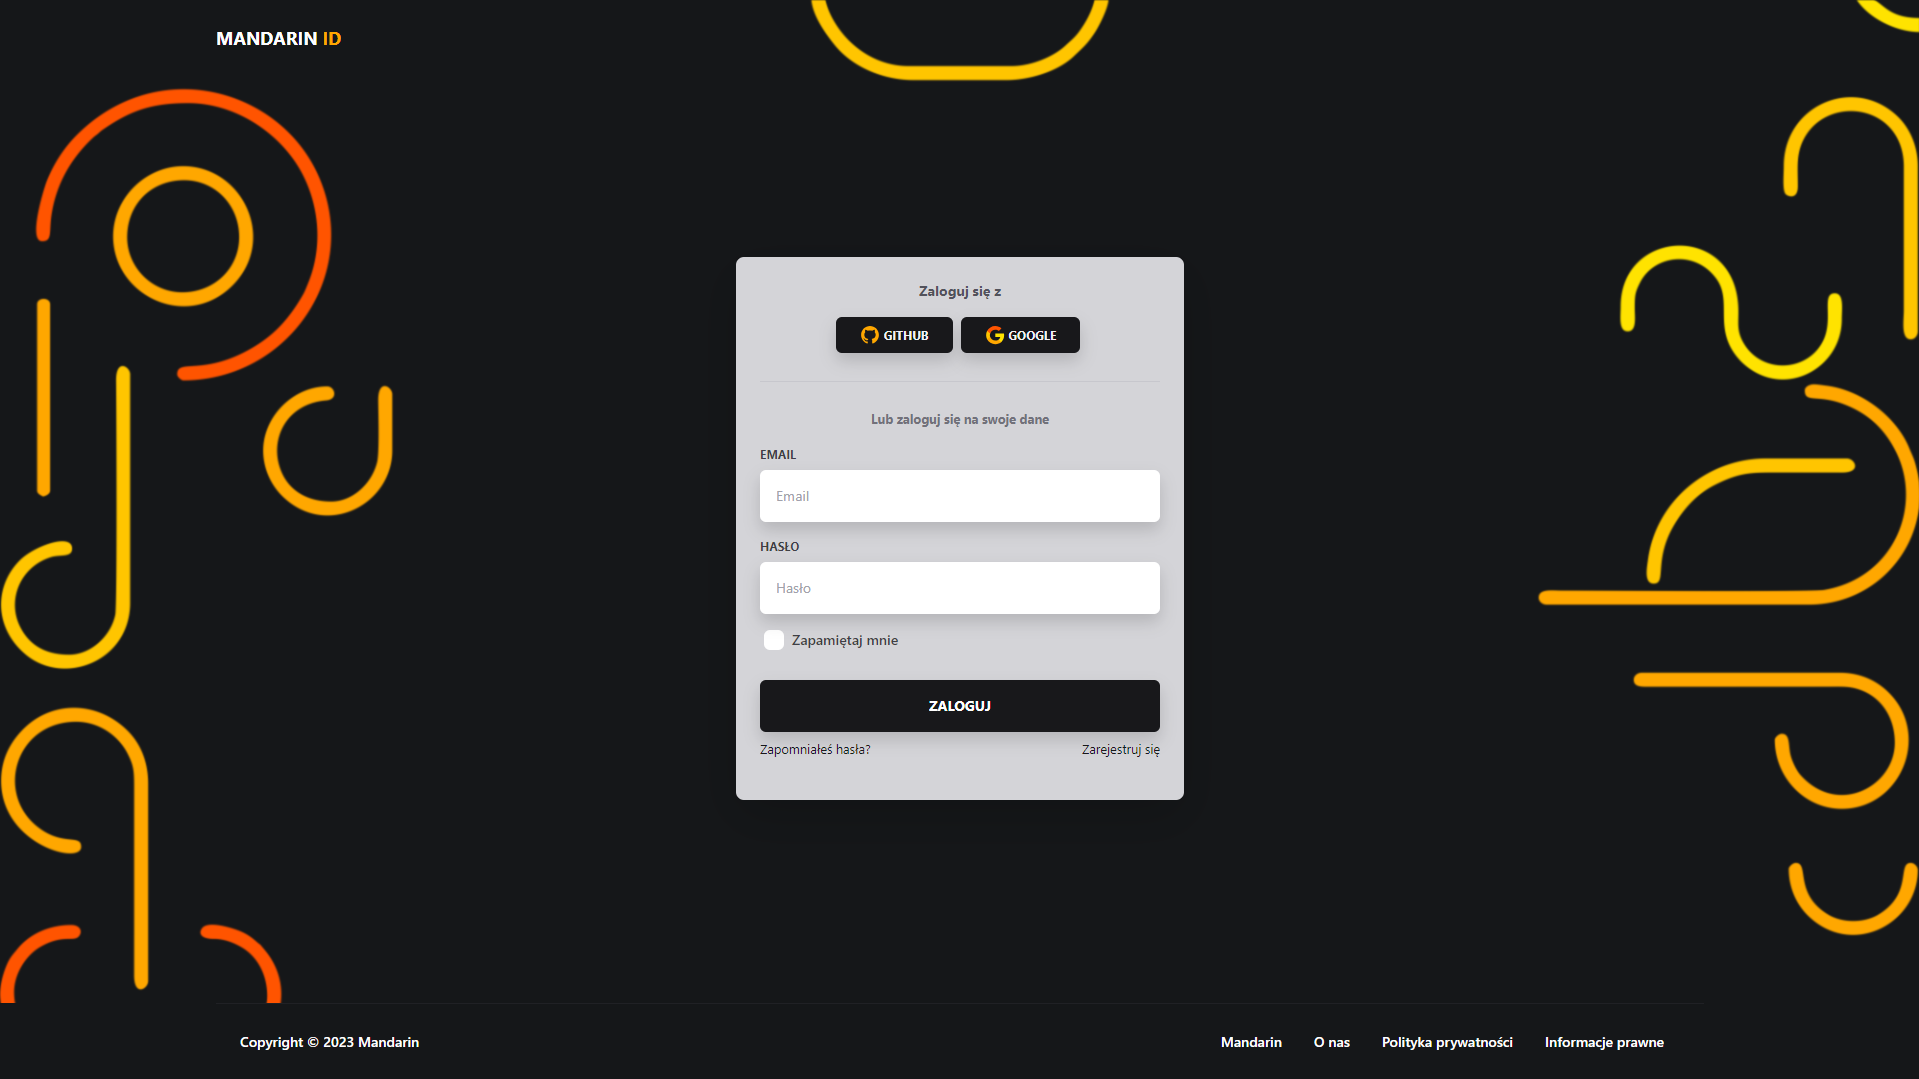 MANDARIN ID
Zaloguj się z
GITHUB
GOOGLE
Lub zaloguj się na swoje dane
EMAIL
Email
HASŁO
Hasło
Zapamiętaj mnie
ZALOGUJ
Zapomniałeś hasła?
Zarejestruj się
Copyright © 2023 Mandarin
Mandarin
O nas
Polityka prywatności
Informacje prawne